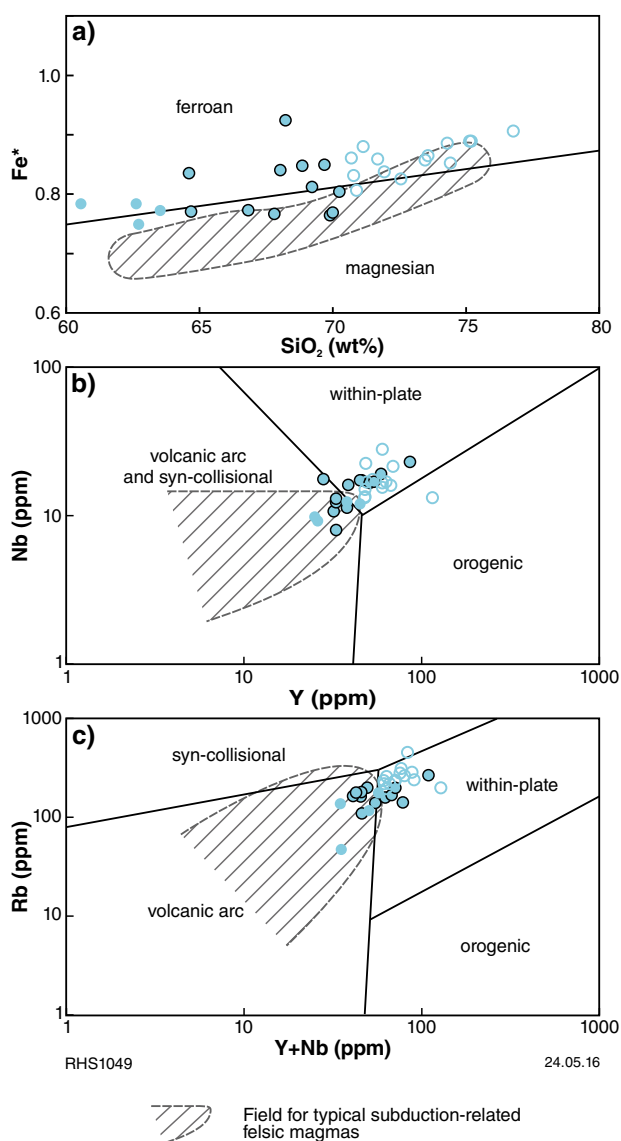 a)
1.0
ferroan
Fe*
0.8
magnesian
0.6
60
65
70
75
80
SiO₂ (wt%)
100
b)
within-plate
volcanic arc
and syn-collisional
Nb (ppm)
10
orogenic
1
1
10
100
1000
Y (ppm)
1000
c)
syn-collisional
within-plate
100
Rb (ppm)
volcanic arc
10
orogenic
1
1
10
100
1000
Y+Nb (ppm)
RHS1049
24.05.16
Field for typical subduction-related
felsic magmas